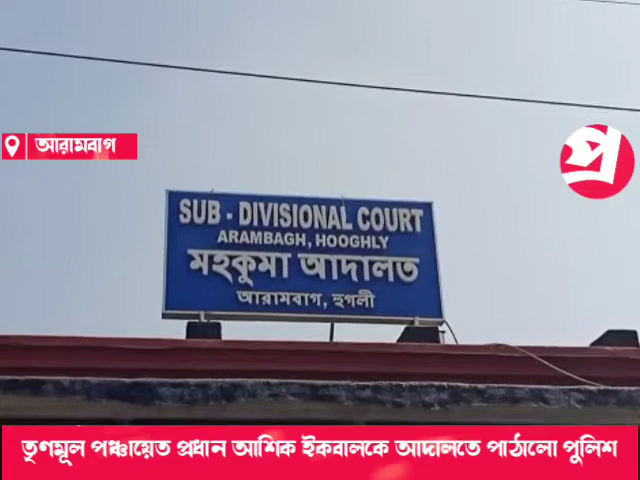 আরামবাগ
প্র
SUB - DIVISIONAL COURT
ARAMBAGH, HOOGHLY
মহকুমা আদালত
আরামবাগ, হুগলী
তৃণমূল পঞ্চায়েত প্রধান আশিক ইকবালকে আদালতে পাঠালো পুলিশ